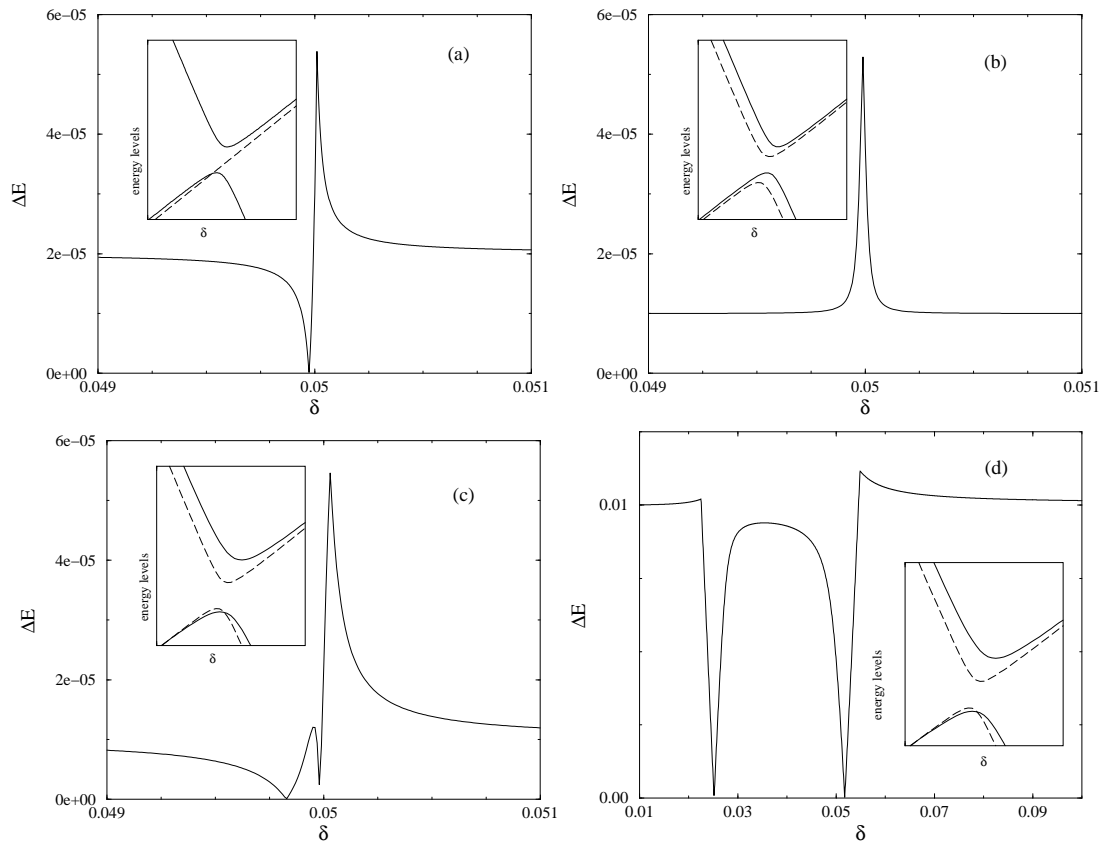 6e−05
4e−05
2e−05
0e+00
ΔE
(a)
energy levels
δ
0.049
0.05
0.051
δ
6e−05
4e−05
2e−05
0e+00
ΔE
(b)
energy levels
δ
0.049
0.05
0.051
δ
6e−05
4e−05
2e−05
0e+00
ΔE
(c)
energy levels
δ
0.049
0.05
0.051
δ
0.01
0.00
ΔE
(d)
energy levels
δ
0.01
0.03
0.05
0.07
0.09
δ